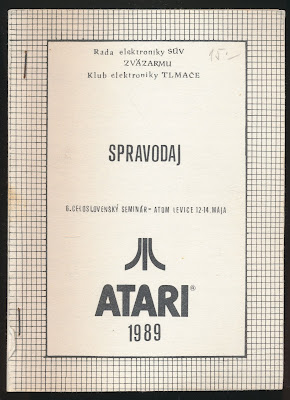 Rada elektroniky SÚV
ZVÄZARMU
Klub elektroniky TLMAČE
15.-
SPRAVODAJ
6.CELOSLOVENSKÝ SEMINÁR - ATOM LEVICE 12-14.MÁJA
ATARI®
1989